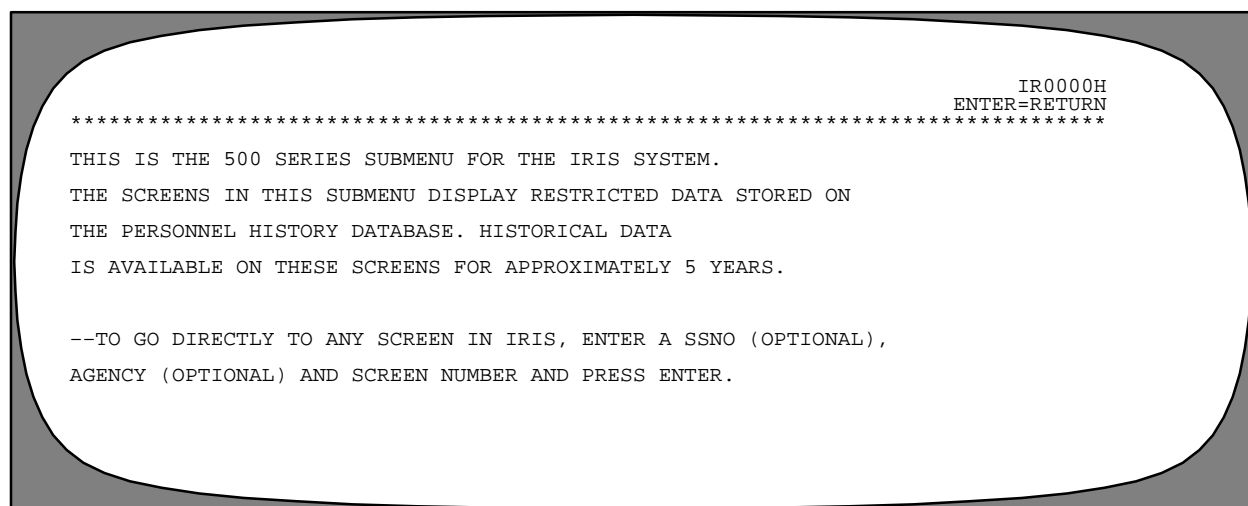 IR0000H
ENTER=RETURN
*********************************************************************************
THIS IS THE 500 SERIES SUBMENU FOR THE IRIS SYSTEM.
THE SCREENS IN THIS SUBMENU DISPLAY RESTRICTED DATA STORED ON
THE PERSONNEL HISTORY DATABASE. HISTORICAL DATA
IS AVAILABLE ON THESE SCREENS FOR APPROXIMATELY 5 YEARS.
--TO GO DIRECTLY TO ANY SCREEN IN IRIS, ENTER A SSNO (OPTIONAL),
AGENCY (OPTIONAL) AND SCREEN NUMBER AND PRESS ENTER.